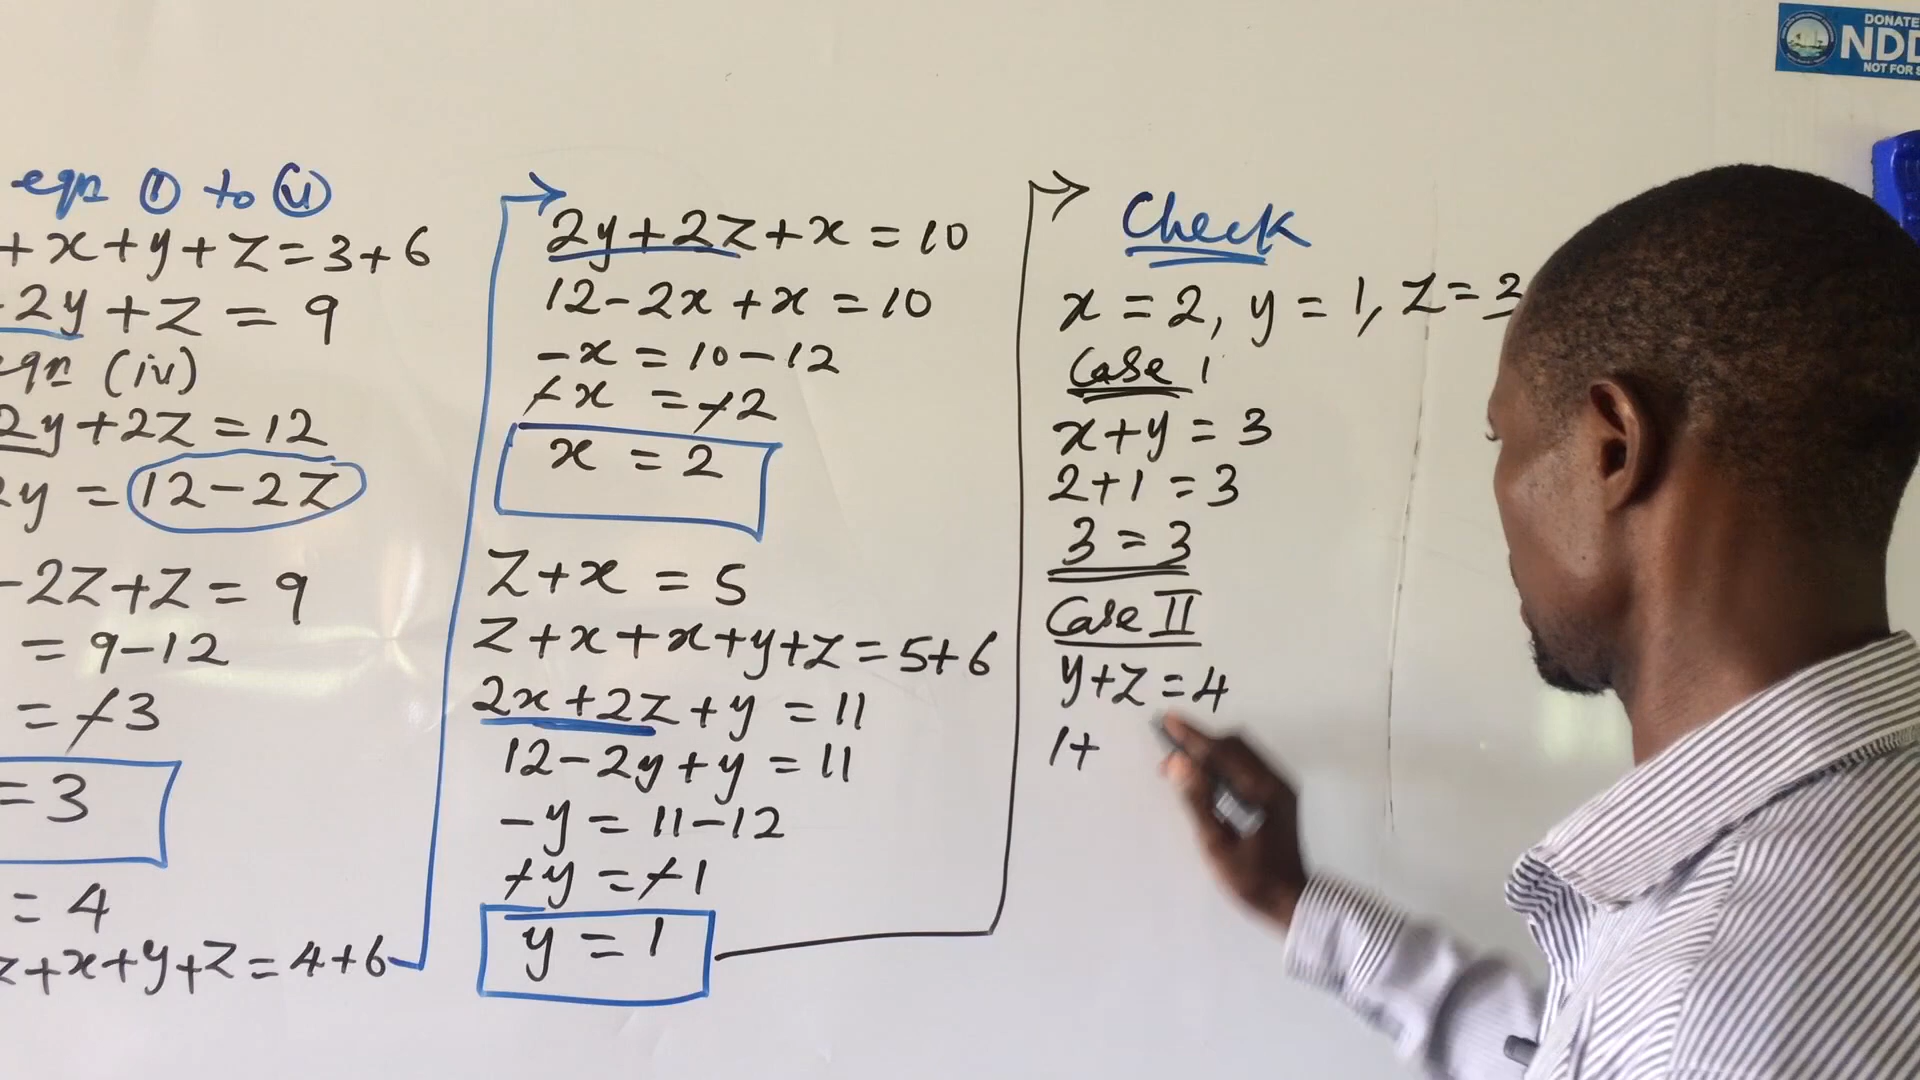 eqn ① to ⓥ
+ x + y + z = 3 + 6
2y + z = 9
eqn (iv)
2y + 2z = 12
2y = 12 - 2z
- 2z + z = 9
= 9 - 12
= -3
= 3
= 4
z + x + y + z = 4 + 6
2y + 2z + x = 10
12 - 2x + x = 10
-x = 10 - 12
-x = -2
x = 2
z + x = 5
z + x + x + y + z = 5 + 6
2x + 2z + y = 11
12 - 2y + y = 11
-y = 11 - 12
-y = -1
y = 1
Check
x = 2, y = 1, z = 3
Case I
x + y = 3
2 + 1 = 3
3 = 3
Case II
y + z = 4
1 +
DONATE
NDD
NOT FOR S